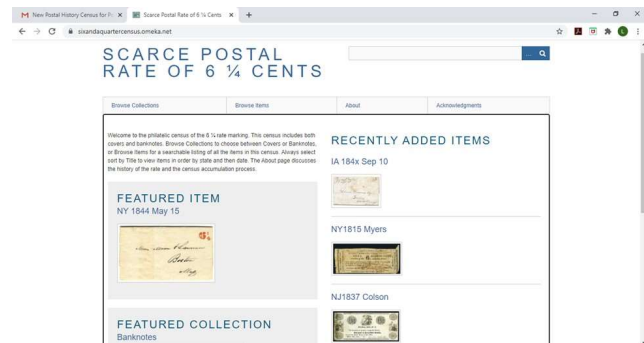 New Postal History Census for P
Scarce Postal Rate of 6 ¼ Cents
sixandaquartercensus.omeka.net
L
SCARCE POSTAL
RATE OF 6 ¼ CENTS
...
Browse Collections
Browse Items
About
Acknowledgments
Welcome to the philatelic census of the 6 ¼ rate marking. This census includes both
covers and banknotes. Browse Collections to choose between Covers or Banknotes,
or Browse Items for a searchable listing of all the items in this census. Always select
sort by Title to view items in order by state and then date. The About page discusses
the history of the rate and the census accumulation process.
FEATURED ITEM
NY 1844 May 15
6¼
FEATURED COLLECTION
Banknotes
RECENTLY ADDED ITEMS
IA 184x Sep 10
NY1815 Myers
NJ1837 Colson